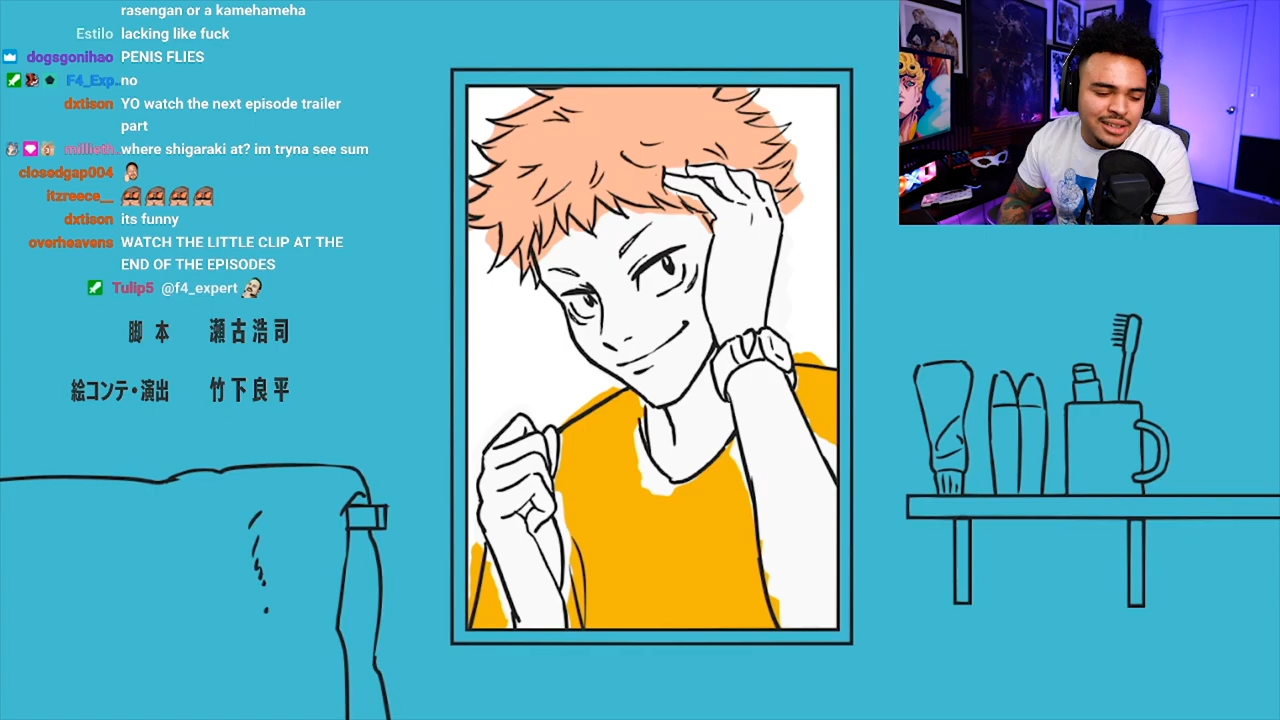 rasengan or a kamehameha
Estilo lacking like fuck
dogsgonihao PENIS FLIES
F4_Exp.. no
dxtison YO watch the next episode trailer
part
millieth.. where shigaraki at? im tryna see sum
closedgap004
itzreece__
dxtison its funny
overheavens WATCH THE LITTLE CLIP AT THE
END OF THE EPISODES
Tulip5 @f4_expert
脚本 瀬古浩司
絵コンテ・演出 竹下良平